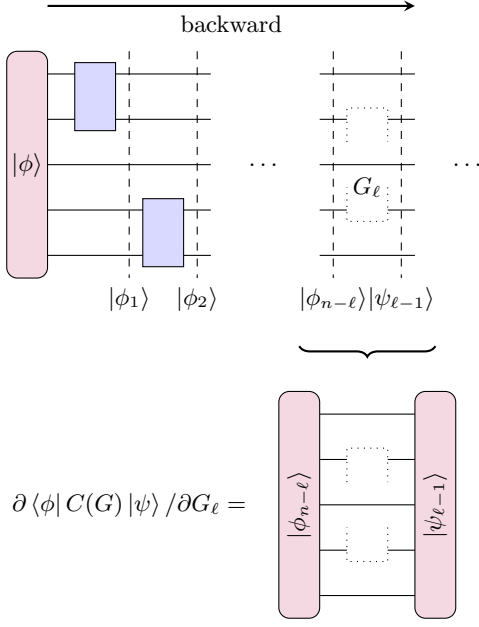 backward
|ϕ⟩
⋯ ⋯
G_ℓ
|ϕ_1⟩ |ϕ_2⟩ |ϕ_{n−ℓ}⟩|ψ_{ℓ−1}⟩
∂ ⟨ϕ| C(G) |ψ⟩ /∂G_ℓ =
|ϕ_{n−ℓ}⟩
|ψ_{ℓ−1}⟩